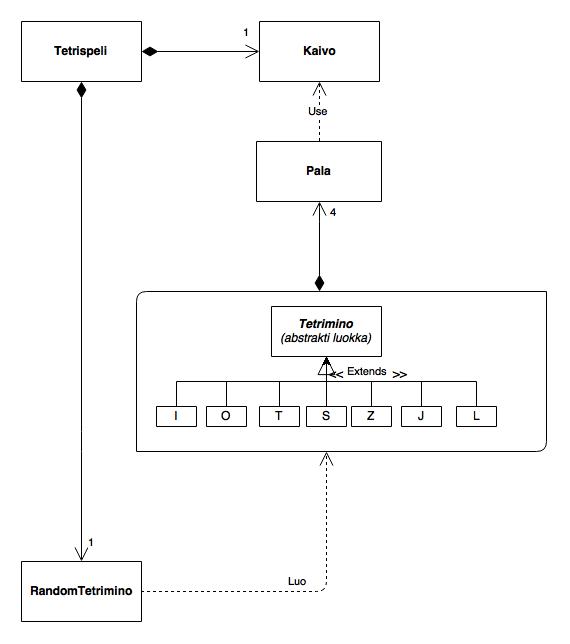 Tetrispeli
1
Kaivo
Use
Pala
4
Tetrimino
(abstrakti luokka)
<< Extends >>
I O T S Z J L
1
Luo
RandomTetrimino